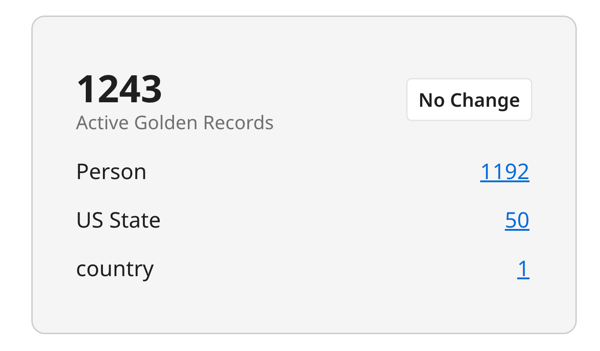 1243
No Change
Active Golden Records
Person 1192
US State 50
country 1